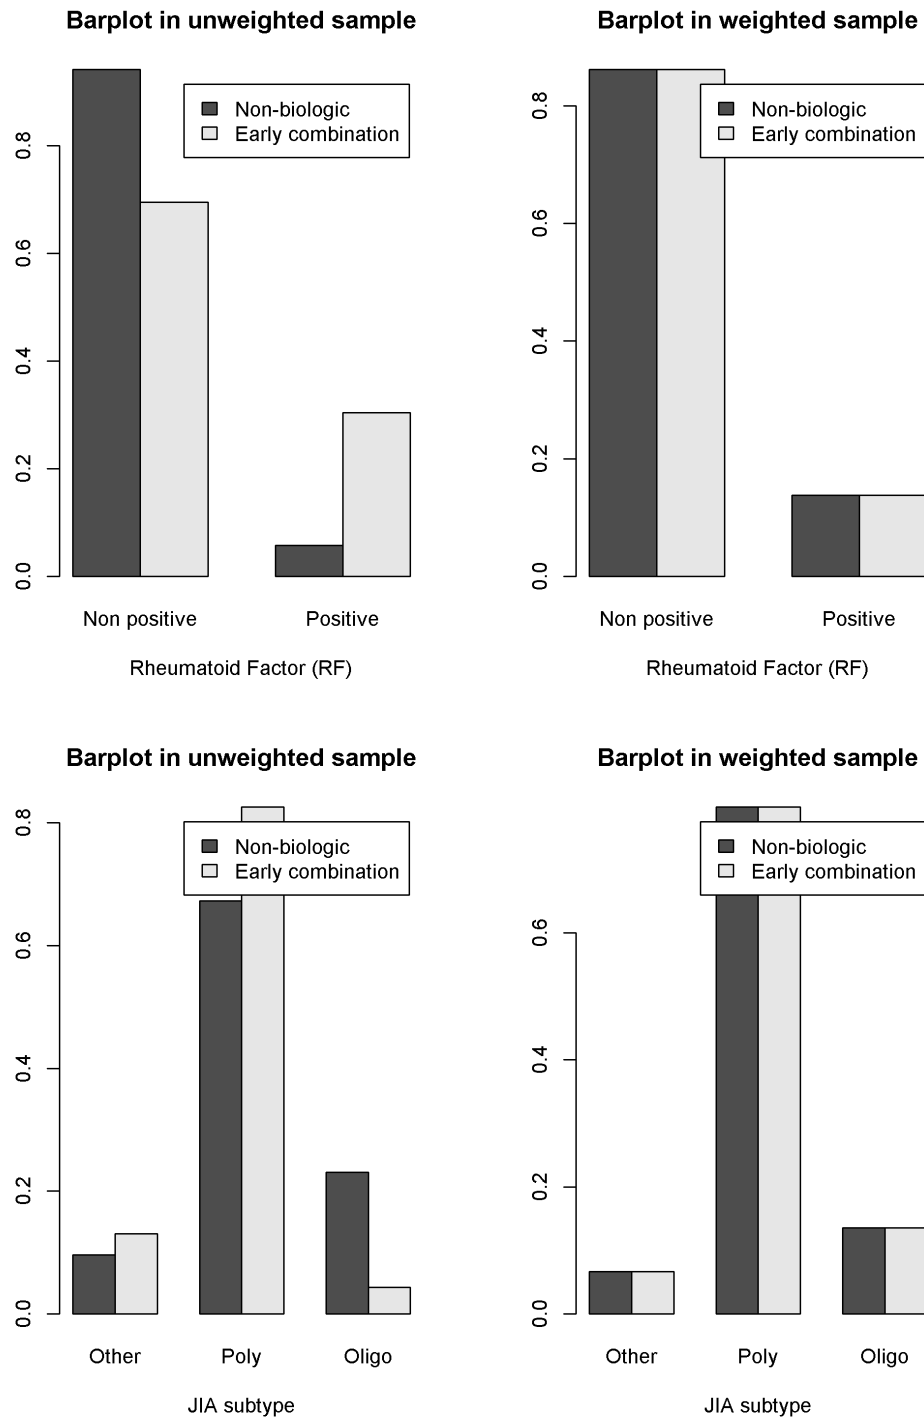 Barplot in unweighted sample
0.0 0.2 0.4 0.6 0.8
Non-biologic
Early combination
Non positive Positive
Rheumatoid Factor (RF)
Barplot in weighted sample
0.0 0.2 0.4 0.6 0.8
Non-biologic
Early combination
Non positive Positive
Rheumatoid Factor (RF)
Barplot in unweighted sample
0.0 0.2 0.4 0.6 0.8
Non-biologic
Early combination
Other Poly Oligo
JIA subtype
Barplot in weighted sample
0.0 0.2 0.4 0.6
Non-biologic
Early combination
Other Poly Oligo
JIA subtype